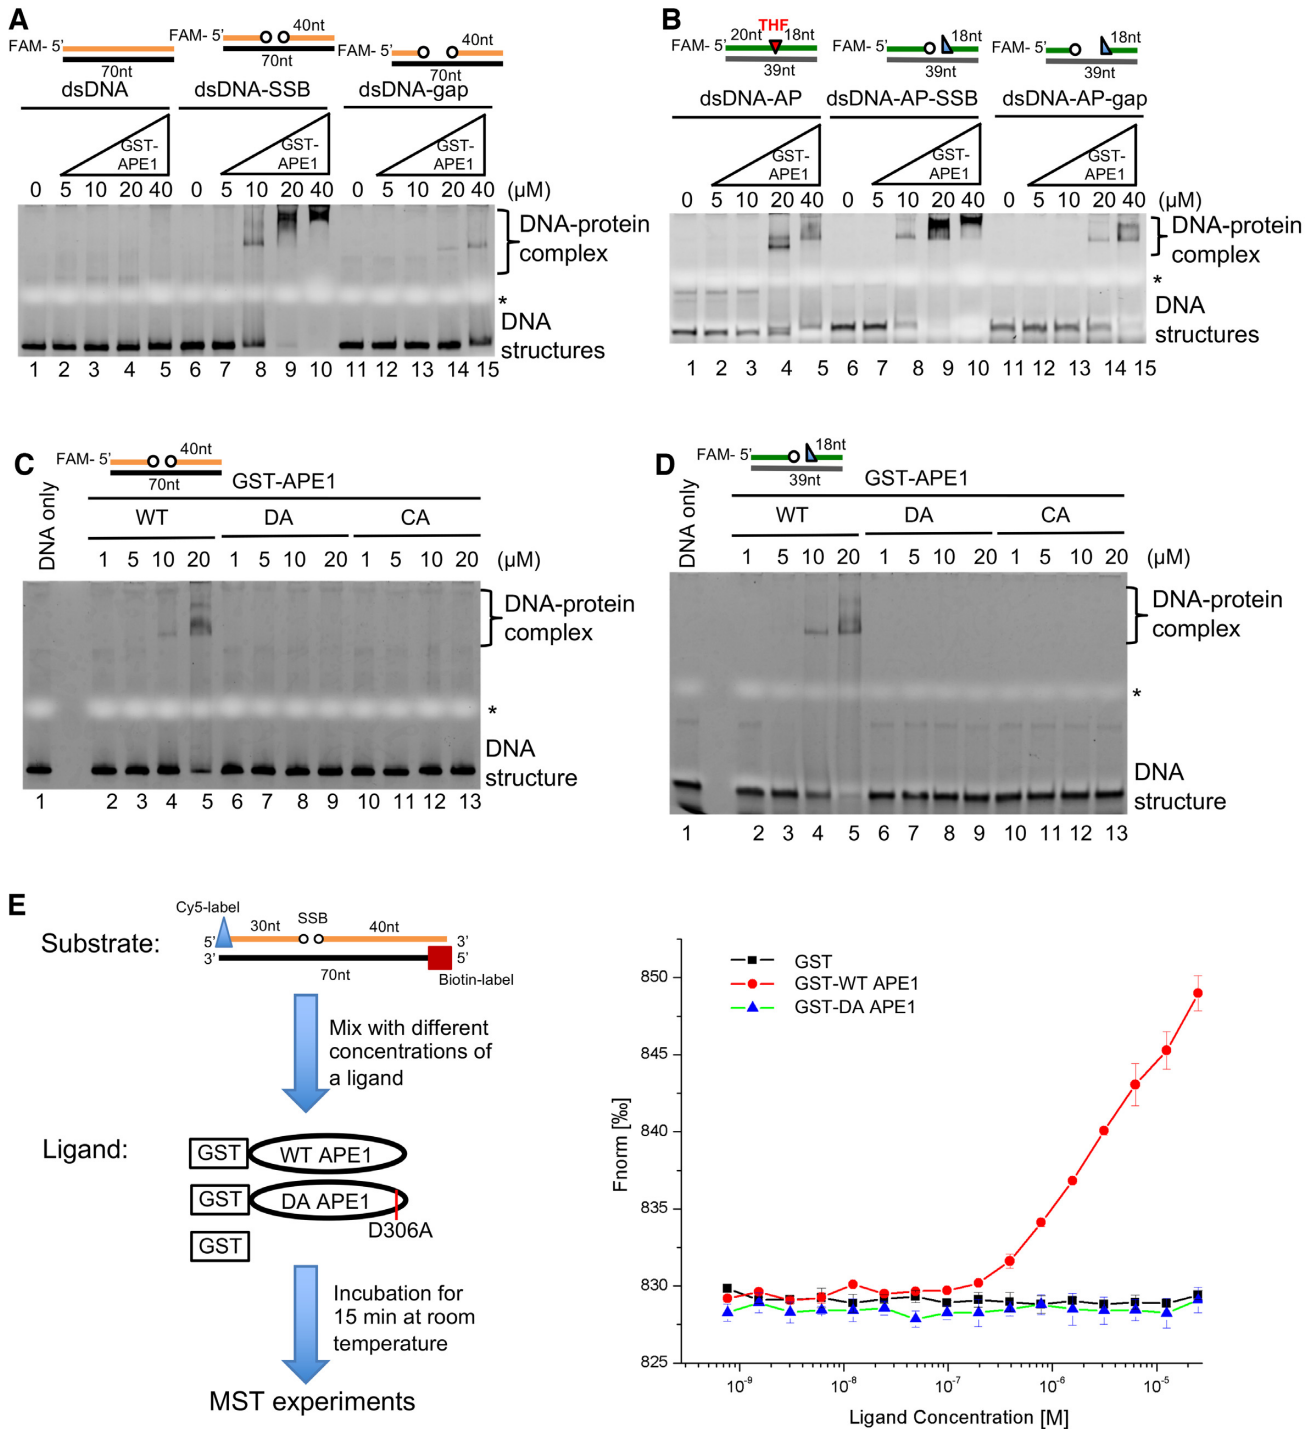 A
FAM- 5’
70nt
dsDNA
FAM- 5’
40nt
70nt
dsDNA-SSB
FAM- 5’
40nt
70nt
dsDNA-gap
GST-
APE1
GST-
APE1
GST-
APE1
0 5 10 20 40 0 5 10 20 40 0 5 10 20 40 (µM)
DNA-protein
complex
*
DNA
structures
1 2 3 4 5 6 7 8 9 10 11 12 13 14 15
B
THF
FAM- 5’
20nt 18nt
39nt
dsDNA-AP
FAM- 5’
18nt
39nt
dsDNA-AP-SSB
FAM- 5’
18nt
39nt
dsDNA-AP-gap
GST-
APE1
GST-
APE1
GST-
APE1
0 5 10 20 40 0 5 10 20 40 0 5 10 20 40 (µM)
DNA-protein
complex
*
DNA
structures
1 2 3 4 5 6 7 8 9 10 11 12 13 14 15
C
FAM- 5’
40nt
70nt
GST-APE1
DNA only
WT DA CA
1 5 10 20 1 5 10 20 1 5 10 20 (µM)
DNA-protein
complex
*
DNA
structure
1 2 3 4 5 6 7 8 9 10 11 12 13
D
FAM- 5’
18nt
39nt
GST-APE1
DNA only
WT DA CA
1 5 10 20 1 5 10 20 1 5 10 20 (µM)
DNA-protein
complex
*
DNA
structure
1 2 3 4 5 6 7 8 9 10 11 12 13
E
Substrate:
Cy5-label
30nt SSB 40nt
5’ 3’
3’ 5’
70nt
Biotin-label
Mix with different
concentrations of
a ligand
Ligand:
GST WT APE1
GST DA APE1
D306A
GST
Incubation for
15 min at room
temperature
MST experiments
GST
GST-WT APE1
GST-DA APE1
Fnorm [‰]
850
845
840
835
830
825
10-9 10-8 10-7 10-6 10-5
Ligand Concentration [M]